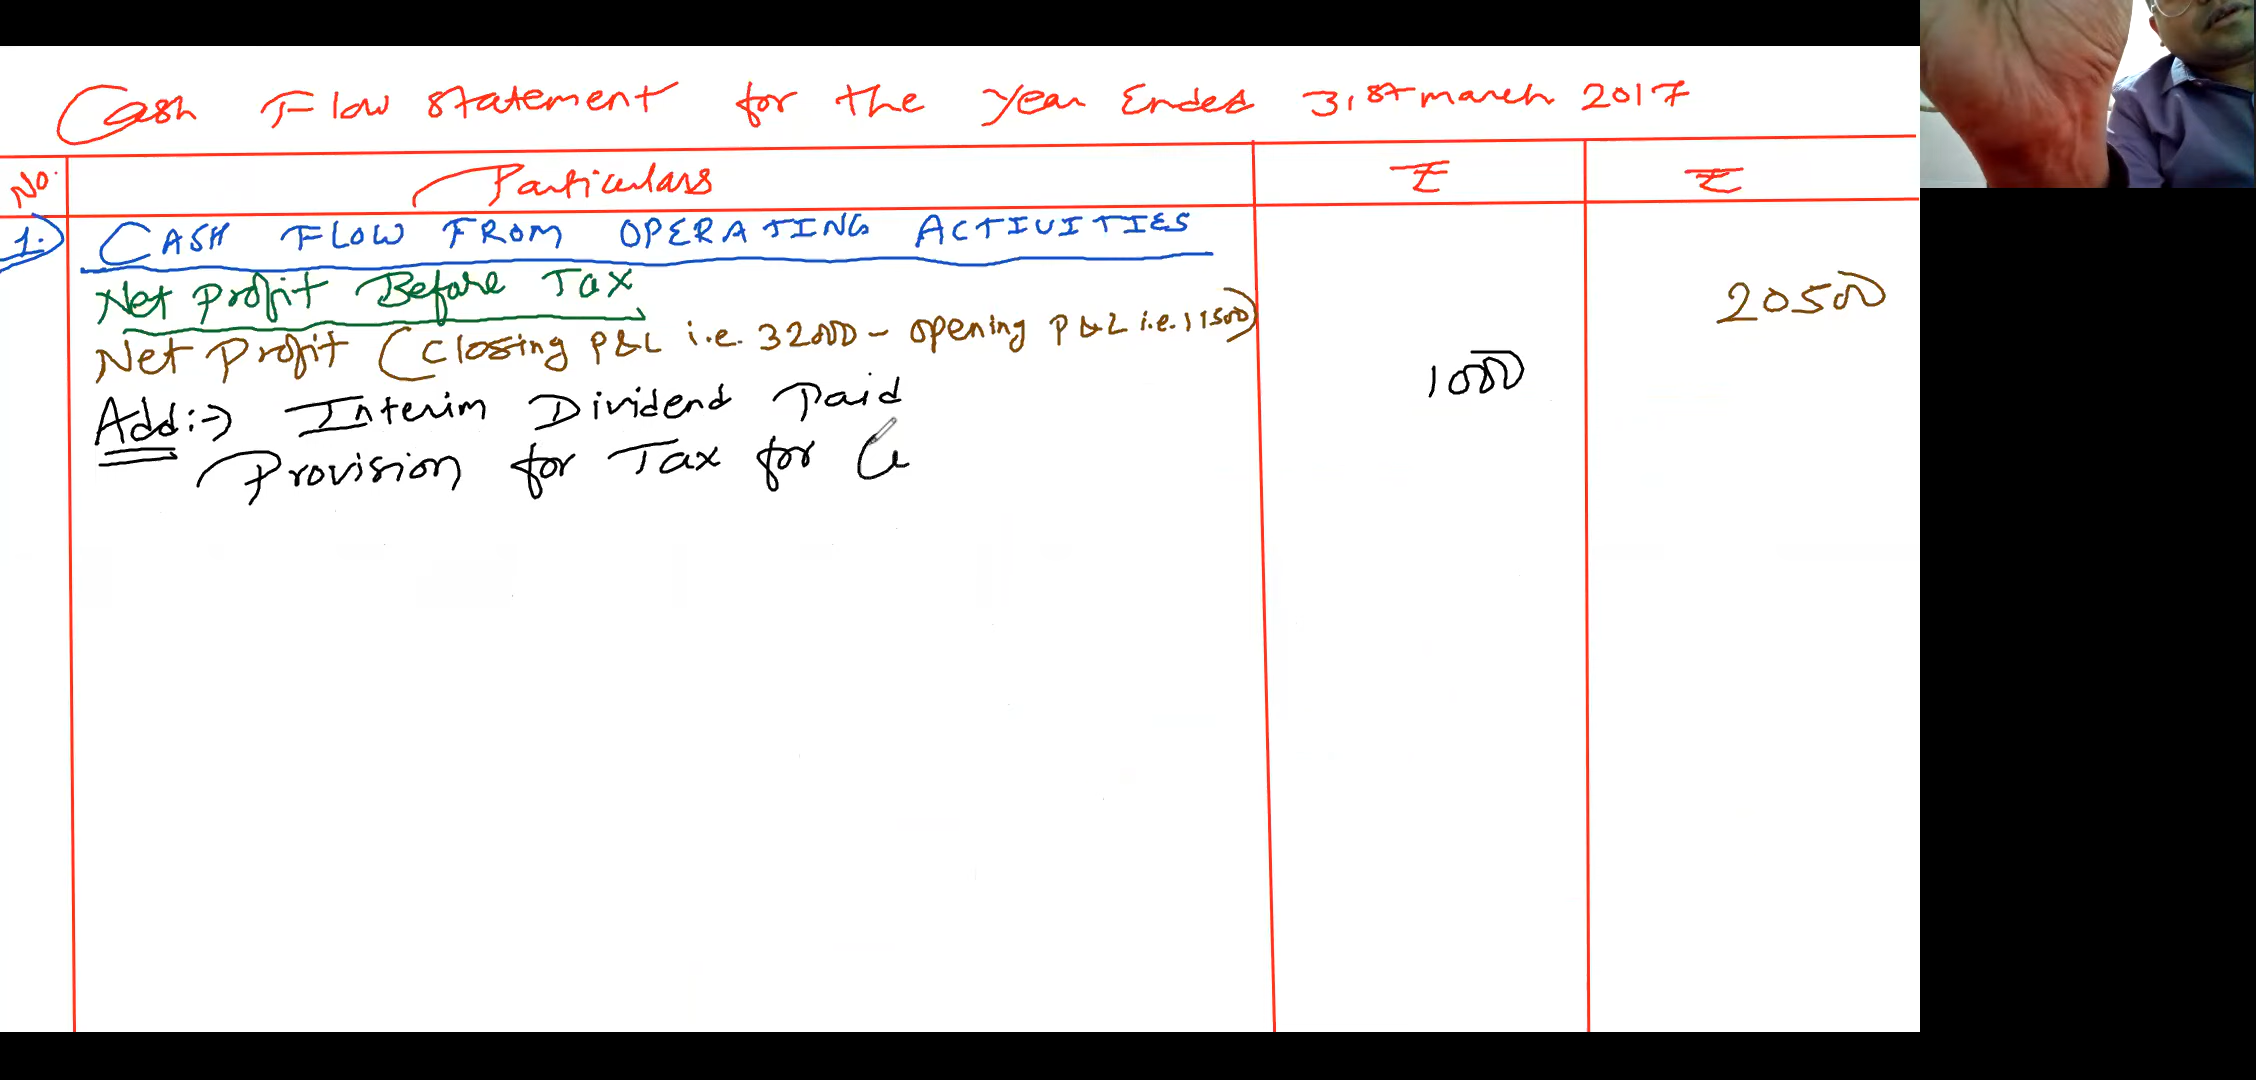 Cash Flow statement for the year Ended 31st march 2017
No. Particulars ₹ ₹
1. CASH FLOW FROM OPERATING ACTIVITIES
Net Profit Before Tax
Net Profit (closing P&L i.e. 32000 - opening P&L i.e. 11500) 20500
Add:→ Interim Dividend Paid 1000
Provision for Tax for